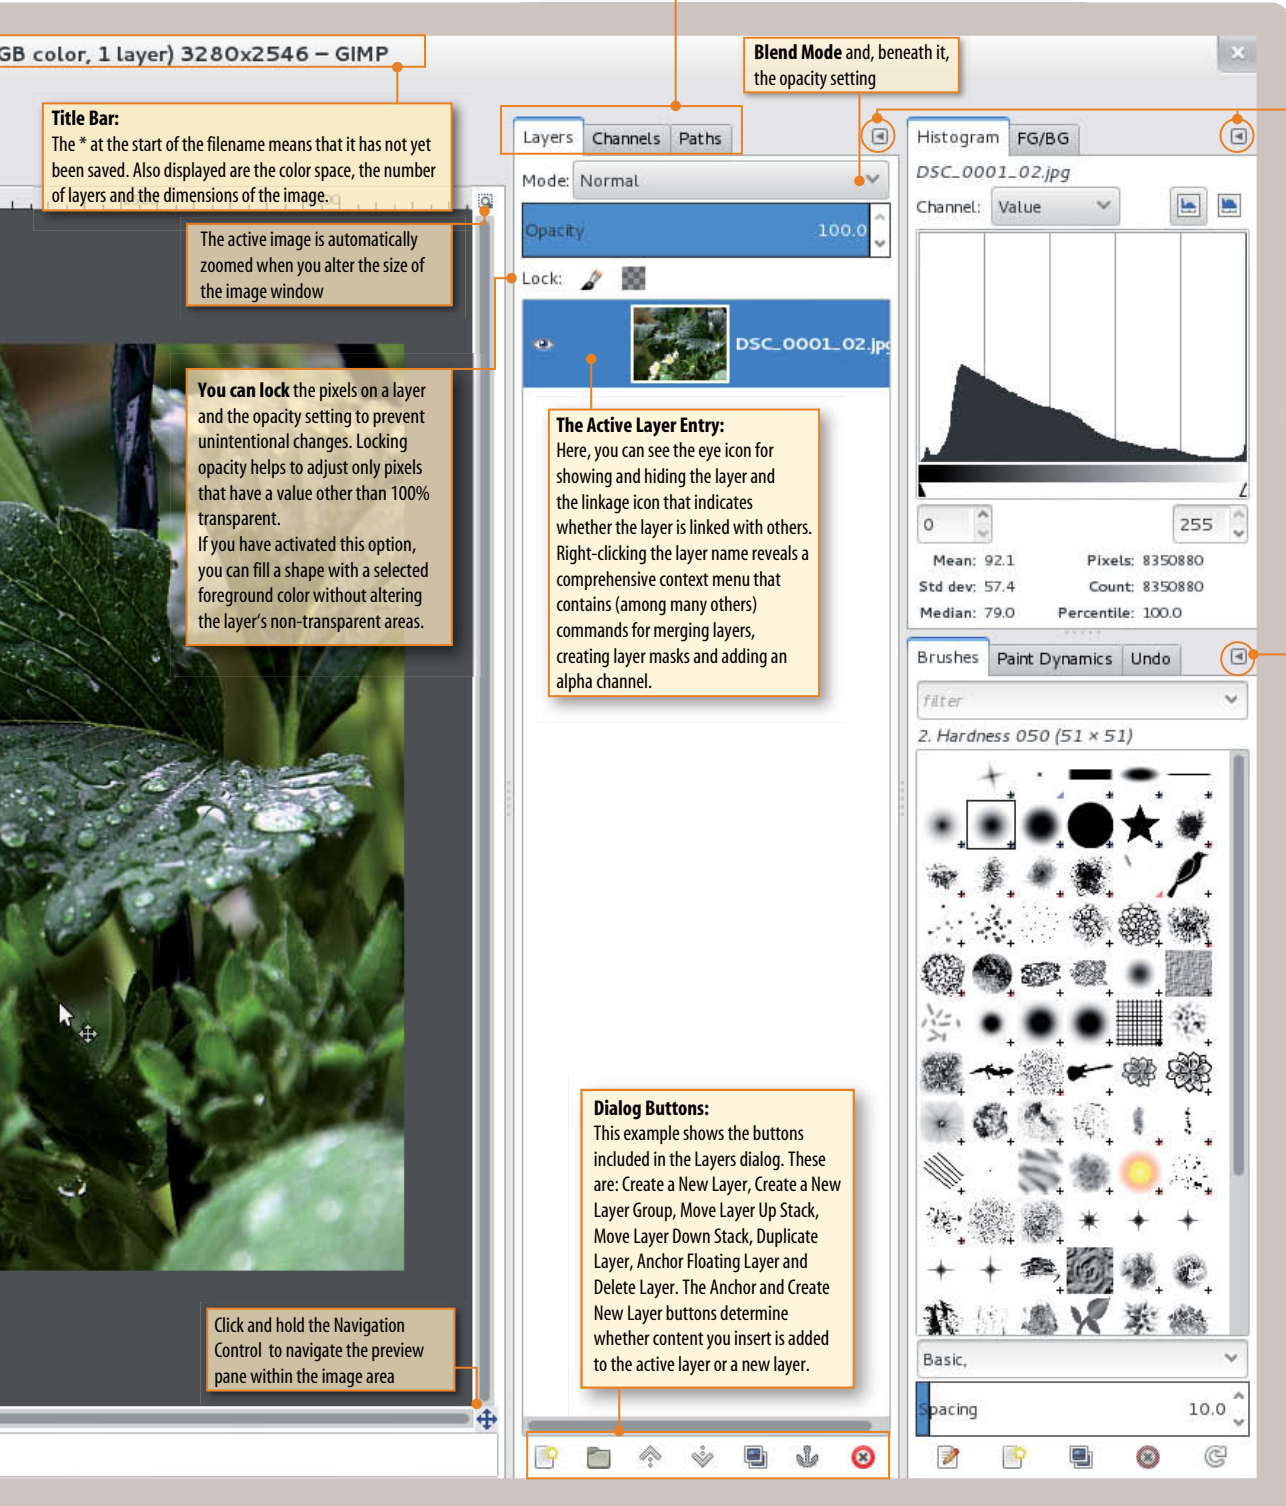 GB color, 1 layer) 3280x2546 – GIMP
Title Bar:
The * at the start of the filename means that it has not yet
been saved. Also displayed are the color space, the number
of layers and the dimensions of the image.
The active image is automatically
zoomed when you alter the size of
the image window
You can lock the pixels on a layer
and the opacity setting to prevent
unintentional changes. Locking
opacity helps to adjust only pixels
that have a value other than 100%
transparent.
If you have activated this option,
you can fill a shape with a selected
foreground color without altering
the layer's non-transparent areas.
Click and hold the Navigation
Control to navigate the preview
pane within the image area
Blend Mode and, beneath it,
the opacity setting
Layers Channels Paths
Mode: Normal
Opacity 100.0
Lock:
DSC_0001_02.jpg
The Active Layer Entry:
Here, you can see the eye icon for
showing and hiding the layer and
the linkage icon that indicates
whether the layer is linked with others.
Right-clicking the layer name reveals a
comprehensive context menu that
contains (among many others)
commands for merging layers,
creating layer masks and adding an
alpha channel.
Dialog Buttons:
This example shows the buttons
included in the Layers dialog. These
are: Create a New Layer, Create a New
Layer Group, Move Layer Up Stack,
Move Layer Down Stack, Duplicate
Layer, Anchor Floating Layer and
Delete Layer. The Anchor and Create
New Layer buttons determine
whether content you insert is added
to the active layer or a new layer.
Histogram FG/BG
DSC_0001_02.jpg
Channel: Value
0 255
Mean: 92.1 Pixels: 8350880
Std dev: 57.4 Count: 8350880
Median: 79.0 Percentile: 100.0
Brushes Paint Dynamics Undo
filter
2. Hardness 050 (51 × 51)
Basic,
Spacing 10.0